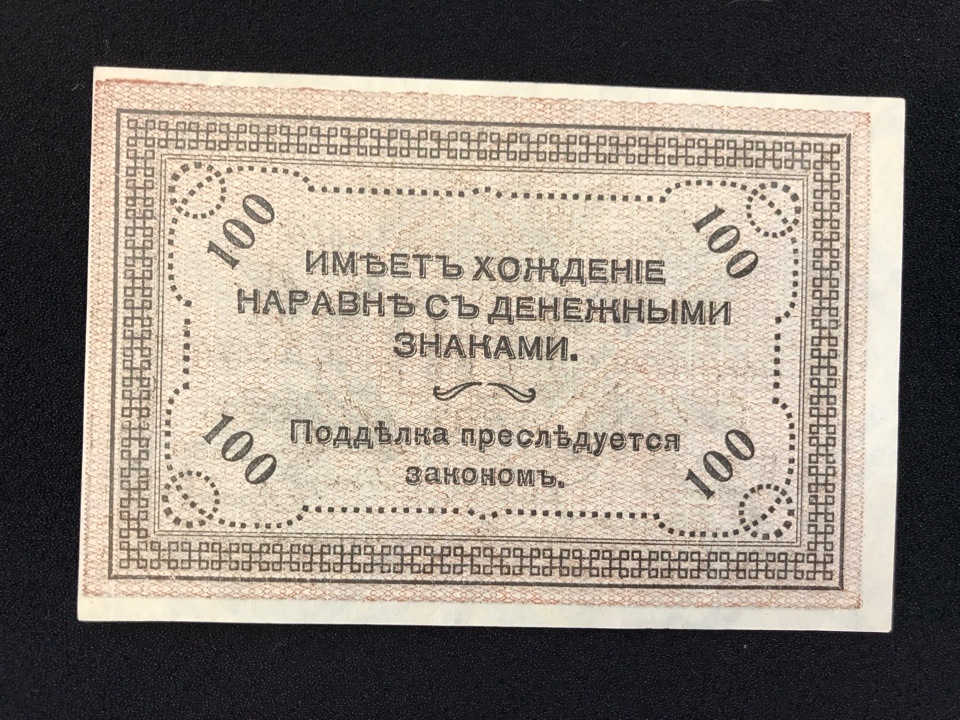 100 100
ИМѢЕТЪ ХОЖДЕНІЕ
НАРАВНѢ СЪ ДЕНЕЖНЫМИ
ЗНАКАМИ.
Поддѣлка преслѣдуется
закономъ.
100 100